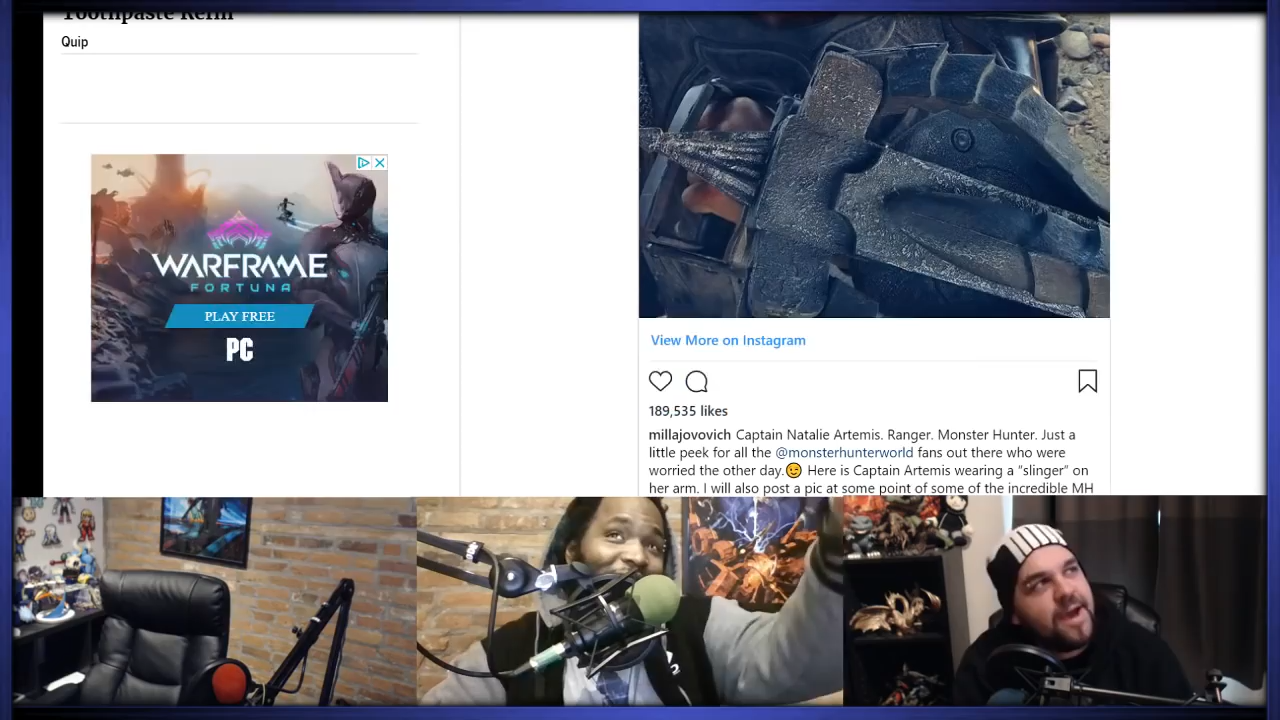 Toothpaste Refill
Quip
WARFRAME
FORTUNA
PLAY FREE
PC
View More on Instagram
189,535 likes
millajovovich Captain Natalie Artemis. Ranger. Monster Hunter. Just a
little peek for all the @monsterhunterworld fans out there who were
worried the other day.😉 Here is Captain Artemis wearing a “slinger” on
her arm. I will also post a pic at some point of some of the incredible MH